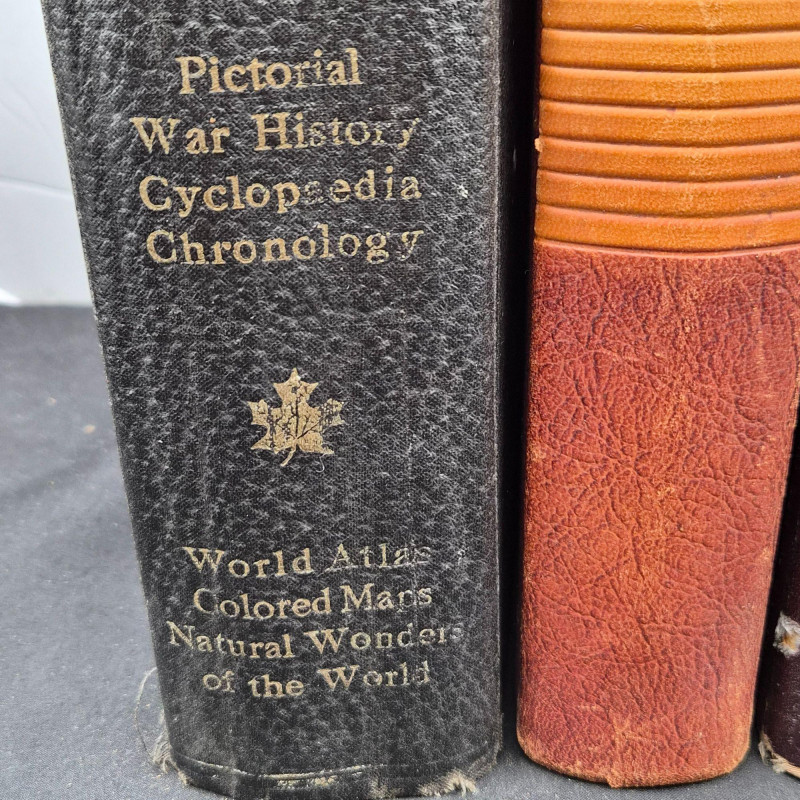 Pictorial
War History
Cyclopaedia
Chronology
World Atlas
Colored Maps
Natural Wonders
of the World